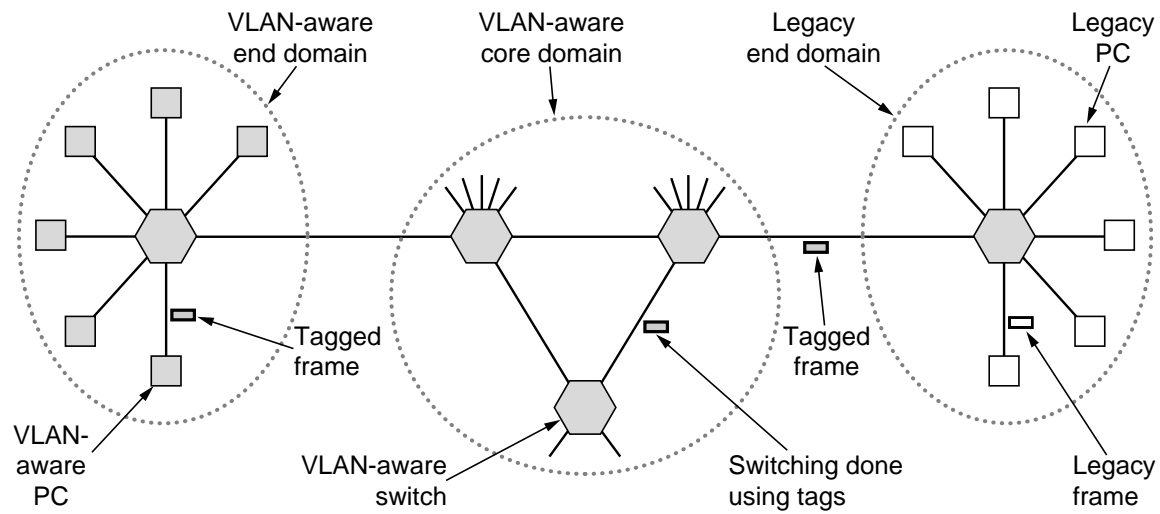 VLAN-aware
end domain
VLAN-aware
core domain
Legacy
end domain
Legacy
PC
Tagged
frame
Tagged
frame
VLAN-
aware
PC
VLAN-aware
switch
Switching done
using tags
Legacy
frame